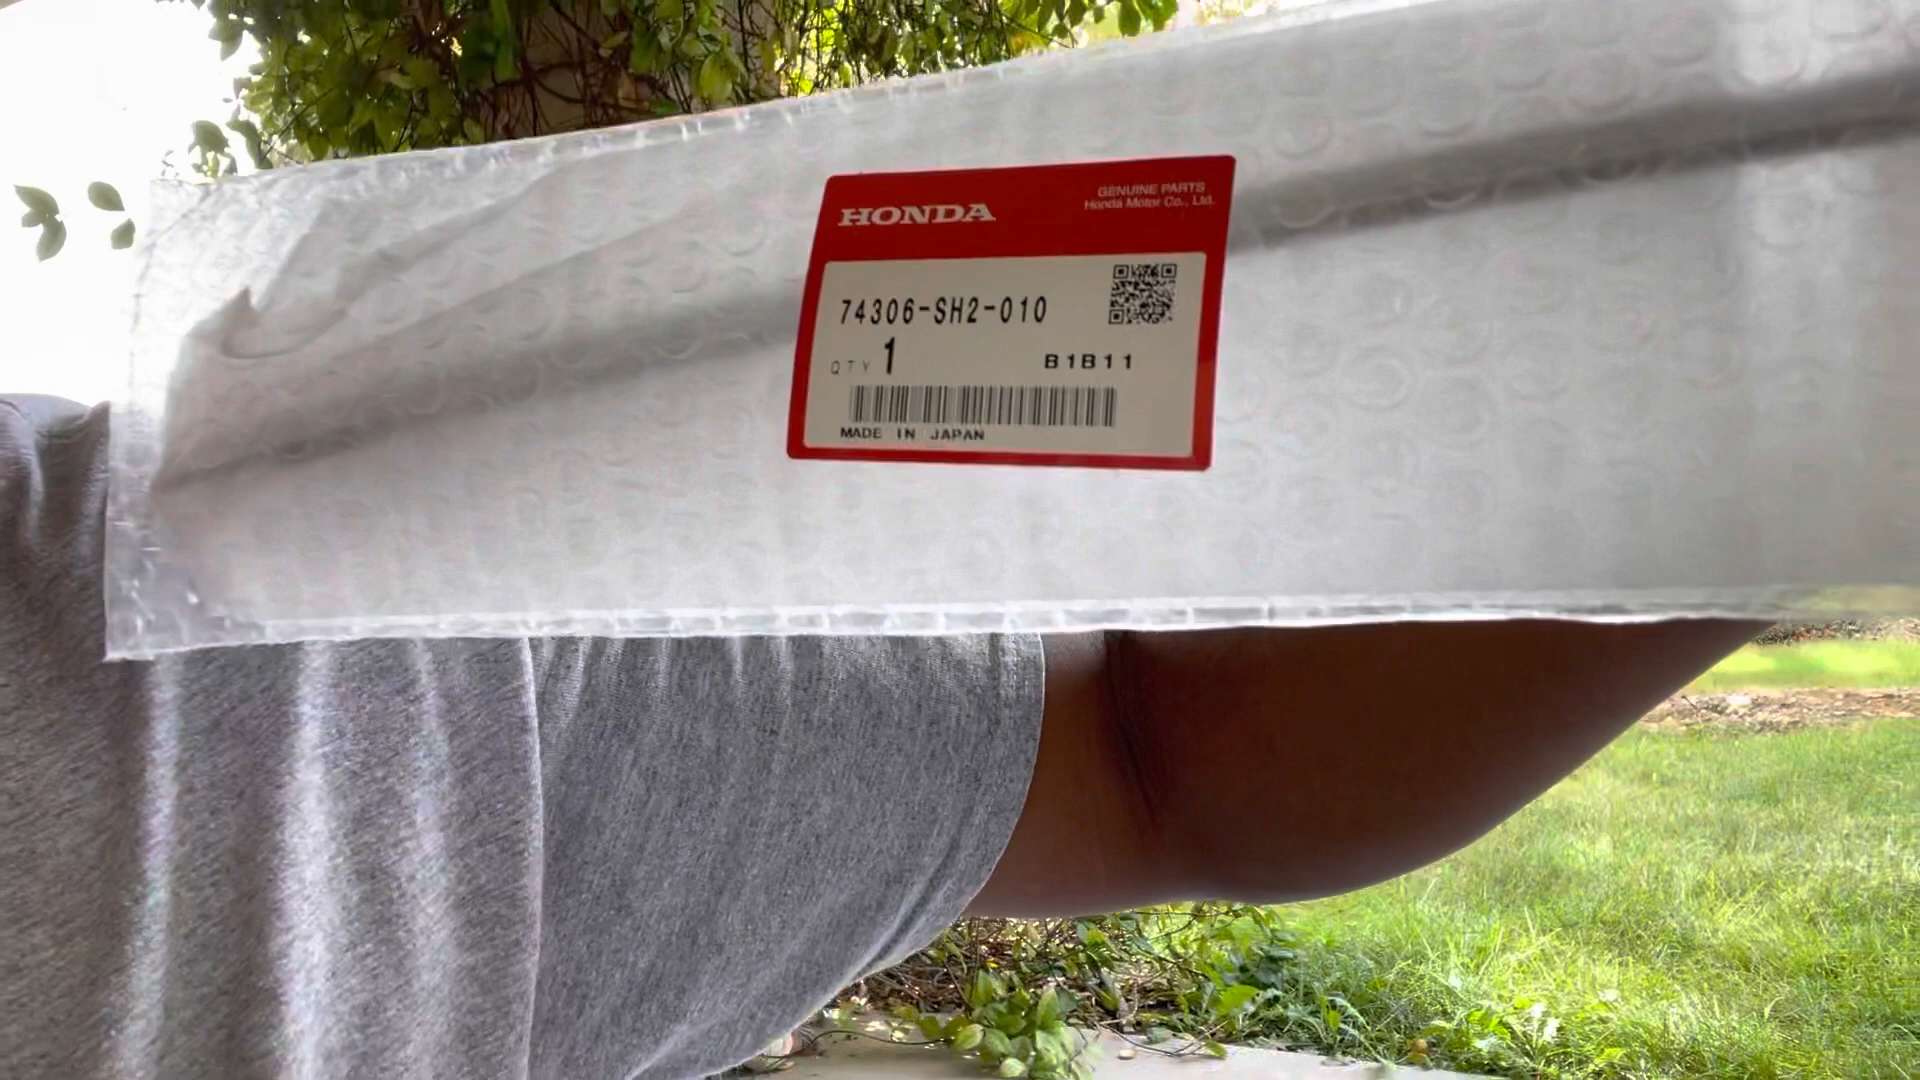 HONDA
GENUINE PARTS
Honda Motor Co., Ltd.
74306-SH2-010
QTY 1
B1B11
MADE IN JAPAN